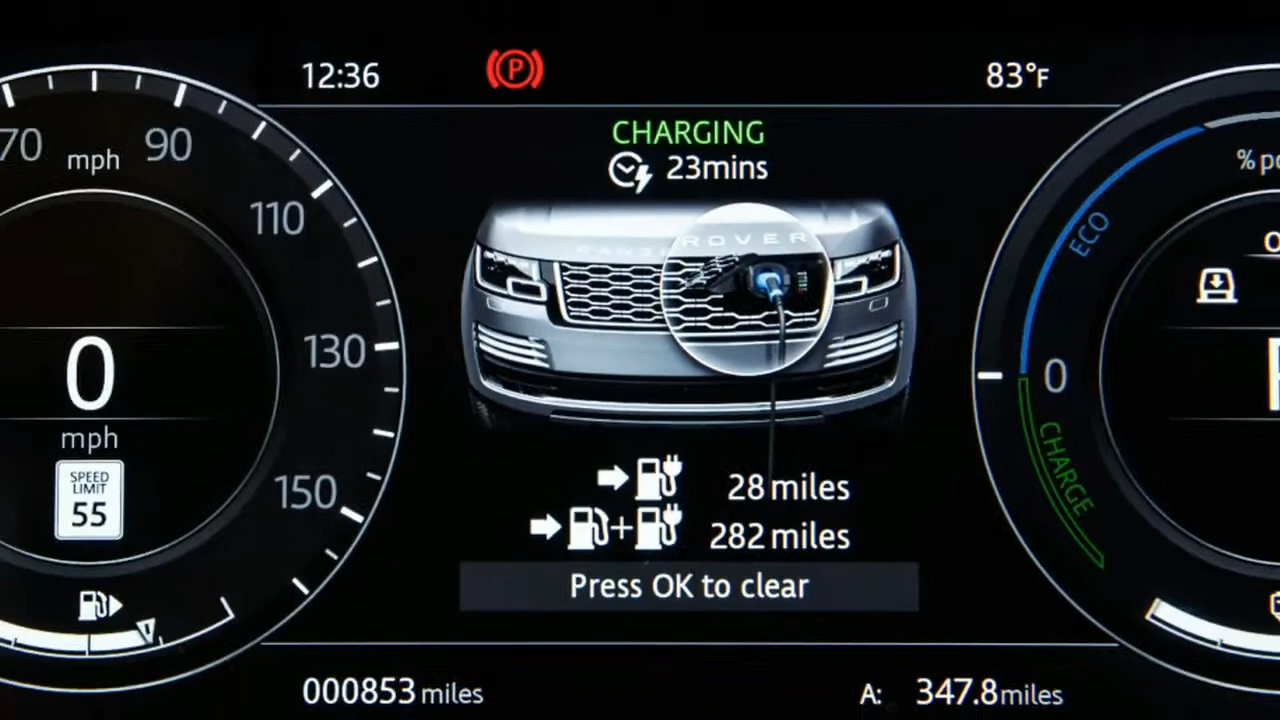 12:36
P
83°F
CHARGING
23mins
70
mph
90
110
130
150
0
mph
SPEED
LIMIT
55
ROVER
28 miles
282 miles
Press OK to clear
000853 miles
A: 347.8 miles
% po
ECO
0
CHARGE